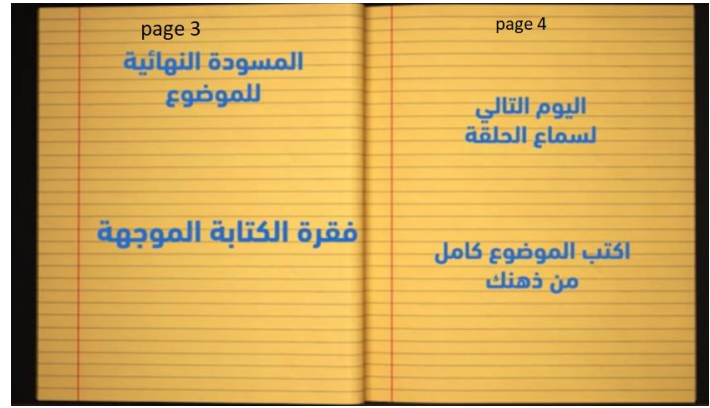 page 3
المسودة النهائية
للموضوع
فقرة الكتابة الموجهة
page 4
اليوم التالي
لسماع الحلقة
اكتب الموضوع كامل
من ذهنك